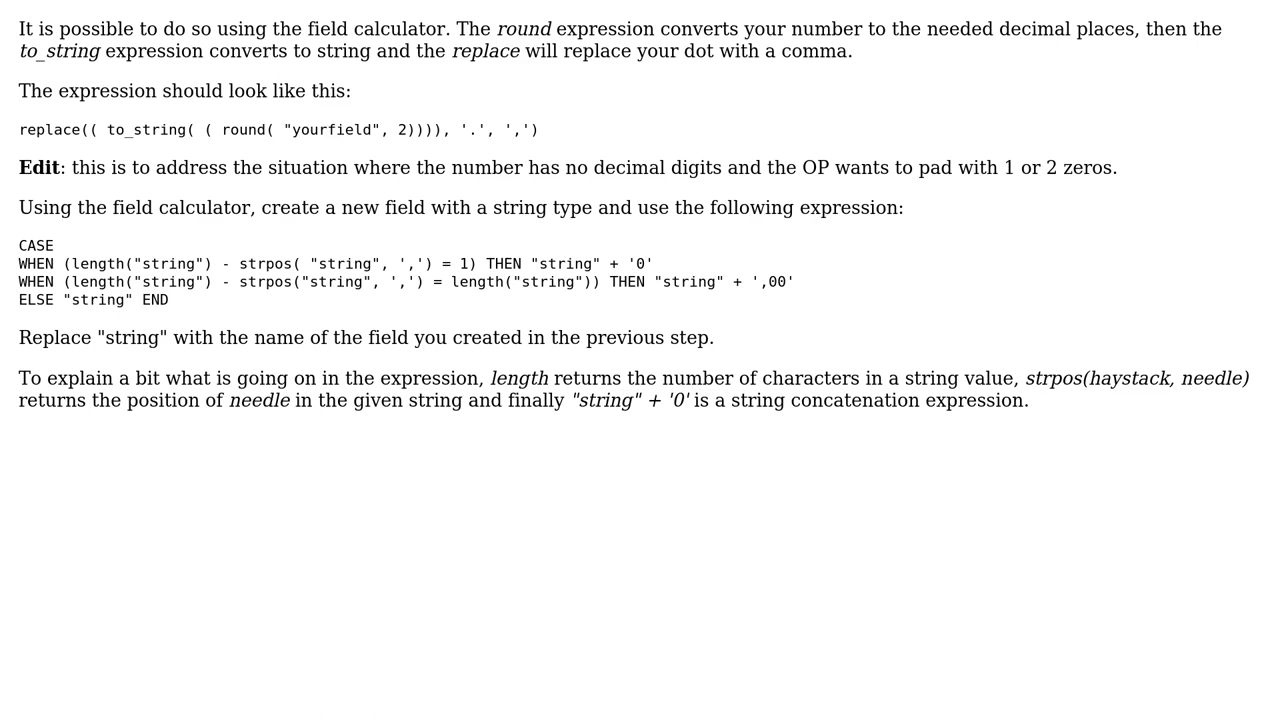 It is possible to do so using the field calculator. The round expression converts your number to the needed decimal places, then the
to_string expression converts to string and the replace will replace your dot with a comma.
The expression should look like this:
replace(( to_string( ( round( "yourfield", 2)))), '.', ',')
Edit: this is to address the situation where the number has no decimal digits and the OP wants to pad with 1 or 2 zeros.
Using the field calculator, create a new field with a string type and use the following expression:
CASE
WHEN (length("string") - strpos( "string", ',') = 1) THEN "string" + '0'
WHEN (length("string") - strpos("string", ',') = length("string")) THEN "string" + ',00'
ELSE "string" END
Replace "string" with the name of the field you created in the previous step.
To explain a bit what is going on in the expression, length returns the number of characters in a string value, strpos(haystack, needle)
returns the position of needle in the given string and finally "string" + '0' is a string concatenation expression.